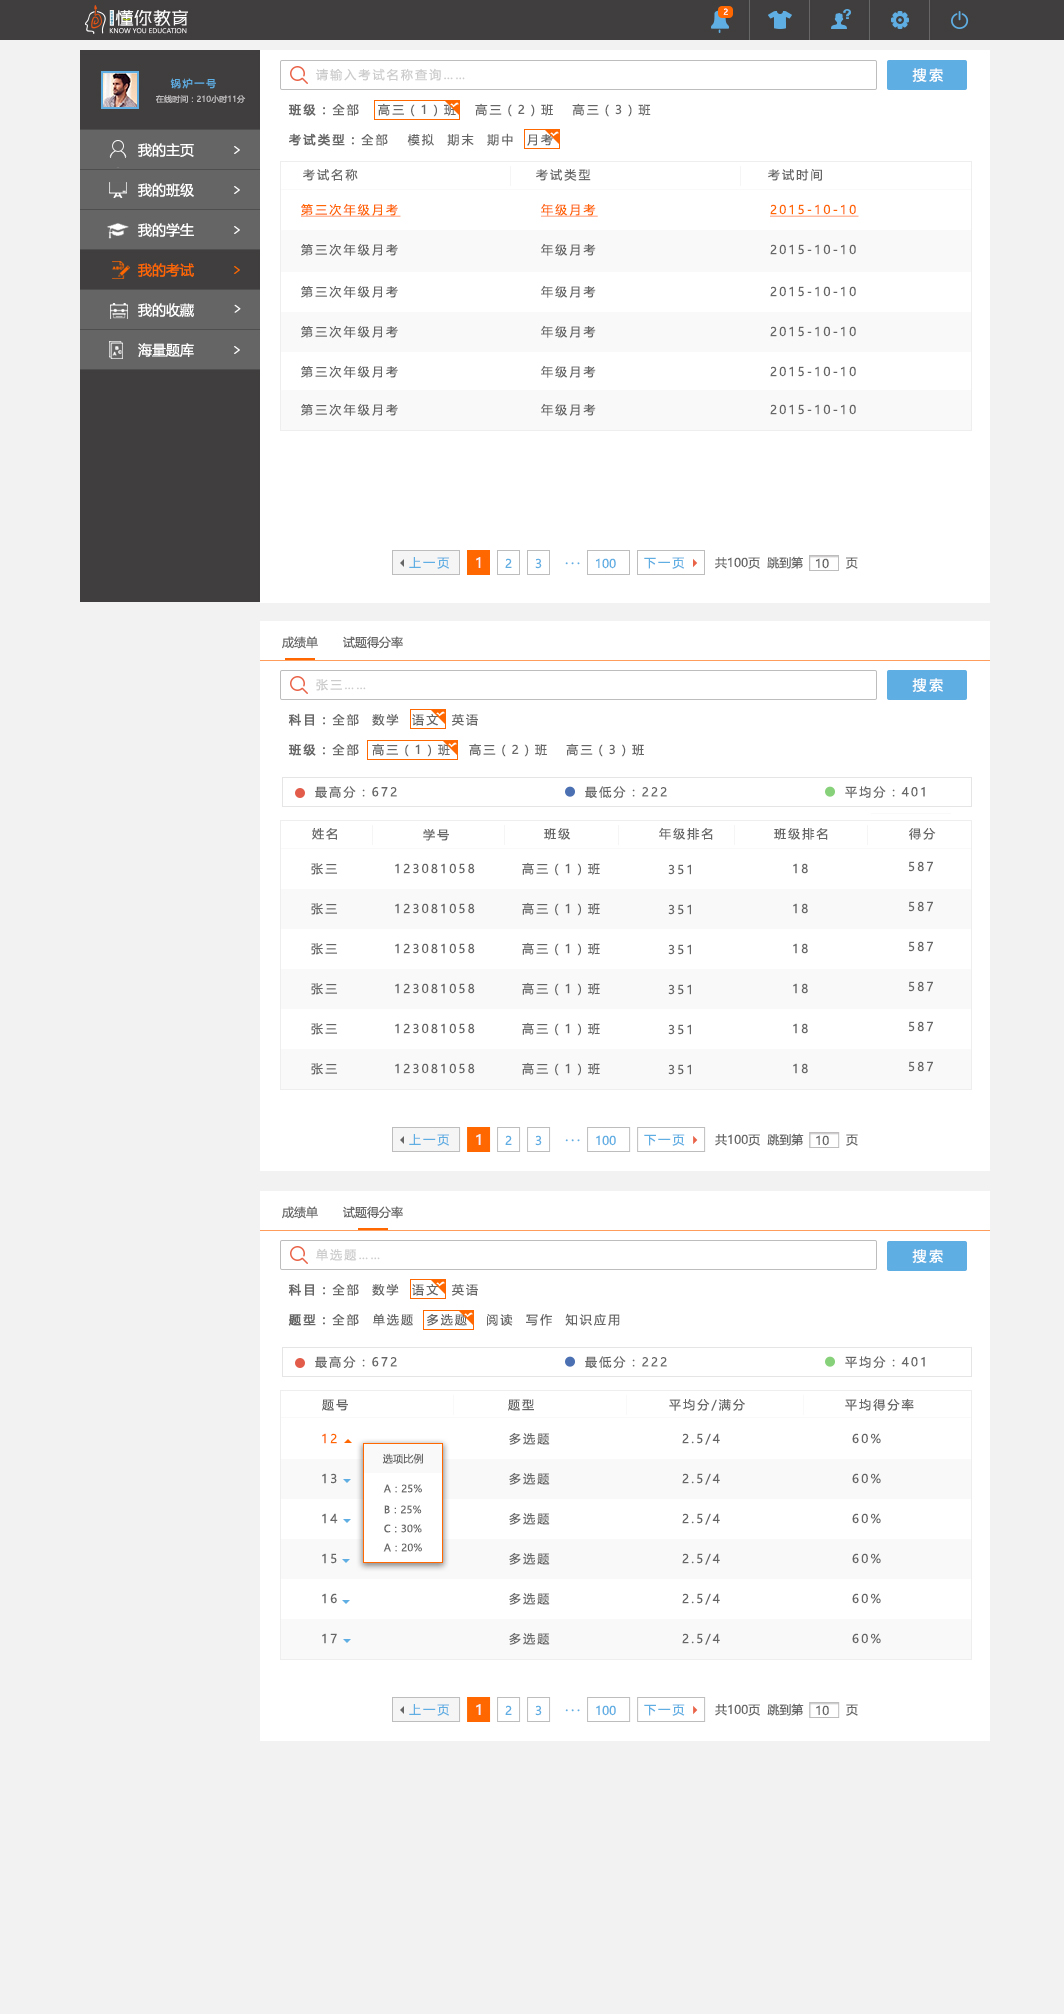 懂你教育
KNOW YOU EDUCATION
2
锅炉一号
在线时间：210小时11分
我的主页
我的班级
我的学生
我的考试
我的收藏
海量题库
请输入考试名称查询…… 搜索
班级：全部 高三（1）班 高三（2）班 高三（3）班
考试类型：全部 模拟 期末 期中 月考
考试名称 考试类型 考试时间
第三次年级月考 年级月考 2015-10-10
第三次年级月考 年级月考 2015-10-10
第三次年级月考 年级月考 2015-10-10
第三次年级月考 年级月考 2015-10-10
第三次年级月考 年级月考 2015-10-10
第三次年级月考 年级月考 2015-10-10
上一页 1 2 3 ··· 100 下一页 共100页 跳到第 10 页
成绩单 试题得分率
张三…… 搜索
科目：全部 数学 语文 英语
班级：全部 高三（1）班 高三（2）班 高三（3）班
最高分：672 最低分：222 平均分：401
姓名 学号 班级 年级排名 班级排名 得分
张三 123081058 高三（1）班 351 18 587
张三 123081058 高三（1）班 351 18 587
张三 123081058 高三（1）班 351 18 587
张三 123081058 高三（1）班 351 18 587
张三 123081058 高三（1）班 351 18 587
张三 123081058 高三（1）班 351 18 587
上一页 1 2 3 ··· 100 下一页 共100页 跳到第 10 页
成绩单 试题得分率
单选题…… 搜索
科目：全部 数学 语文 英语
题型：全部 单选题 多选题 阅读 写作 知识应用
最高分：672 最低分：222 平均分：401
题号 题型 平均分/满分 平均得分率
12 多选题 2.5/4 60%
13 多选题 2.5/4 60%
14 多选题 2.5/4 60%
15 多选题 2.5/4 60%
16 多选题 2.5/4 60%
17 多选题 2.5/4 60%
选项比例
A：25%
B：25%
C：30%
A：20%
上一页 1 2 3 ··· 100 下一页 共100页 跳到第 10 页